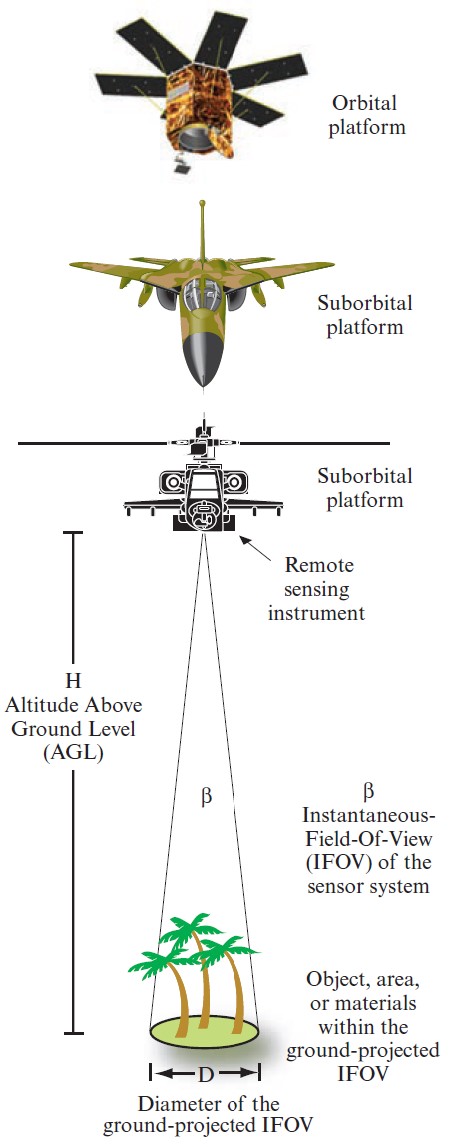 Orbital
platform
Suborbital
platform
Suborbital
platform
Remote
sensing
instrument
H
Altitude Above
Ground Level
(AGL)
β
β
Instantaneous-
Field-Of-View
(IFOV) of the
sensor system
Object, area,
or materials
within the
ground-projected
IFOV
D
Diameter of the
ground-projected IFOV